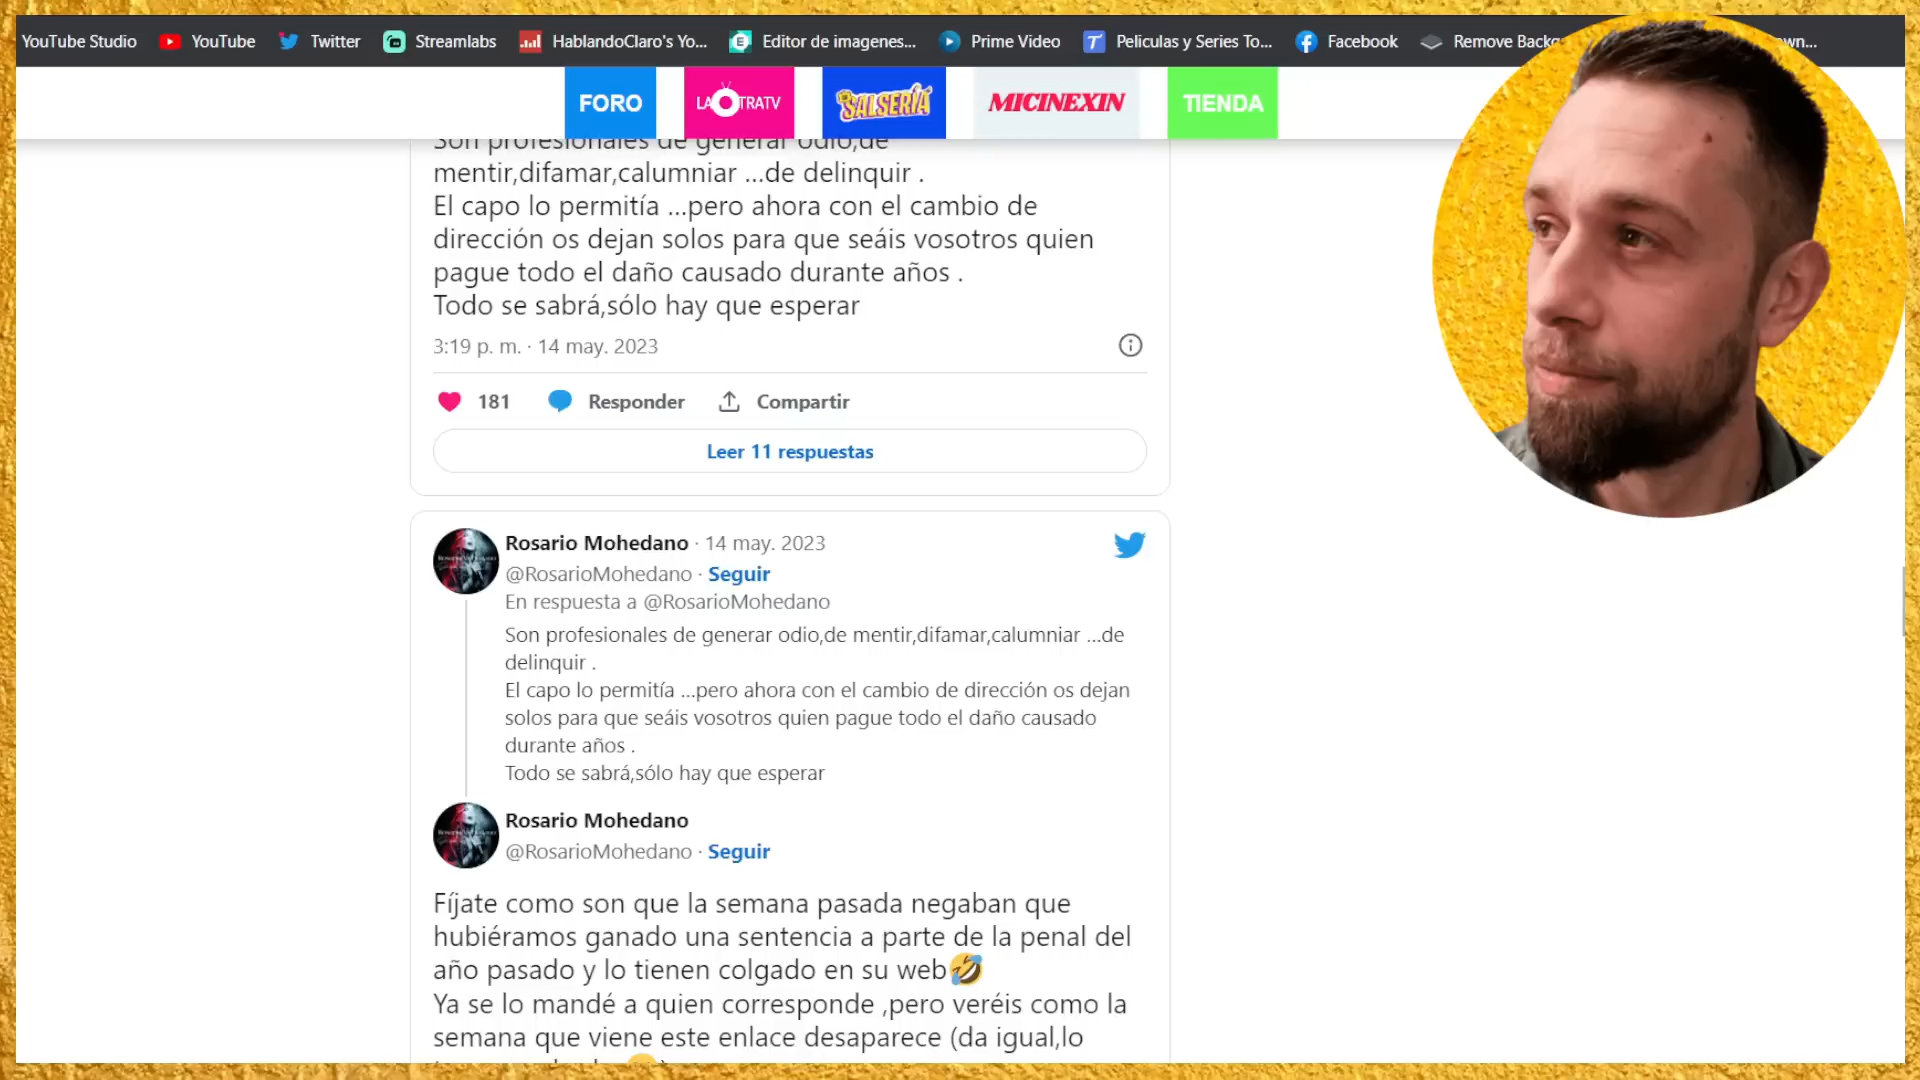 YouTube Studio YouTube Twitter Streamlabs HablandoClaro's Yo... Editor de imagenes... Prime Video Peliculas y Series To... Facebook Remove Backg own...
FORO LA OTRATV SALSERÍA MICINEXIN TIENDA
Son profesionales de generar odio,de
mentir,difamar,calumniar ...de delinquir .
El capo lo permitía ...pero ahora con el cambio de
dirección os dejan solos para que seáis vosotros quien
pague todo el daño causado durante años .
Todo se sabrá,sólo hay que esperar
3:19 p. m. · 14 may. 2023
181 Responder Compartir
Leer 11 respuestas
Rosario Mohedano · 14 may. 2023
@RosarioMohedano · Seguir
En respuesta a @RosarioMohedano
Son profesionales de generar odio,de mentir,difamar,calumniar ...de
delinquir .
El capo lo permitía ...pero ahora con el cambio de dirección os dejan
solos para que seáis vosotros quien pague todo el daño causado
durante años .
Todo se sabrá,sólo hay que esperar
Rosario Mohedano
@RosarioMohedano · Seguir
Fíjate como son que la semana pasada negaban que
hubiéramos ganado una sentencia a parte de la penal del
año pasado y lo tienen colgado en su web🤣
Ya se lo mandé a quien corresponde ,pero veréis como la
semana que viene este enlace desaparece (da igual,lo